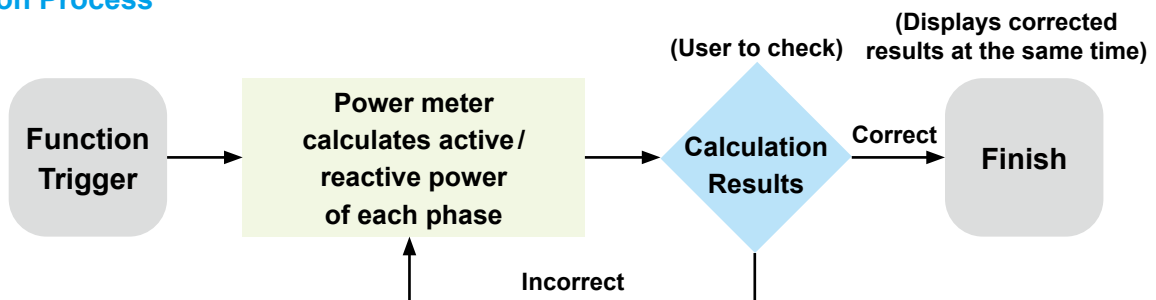 on Process
(Displays corrected
results at the same time)
(User to check)
Function
Trigger
Power meter
calculates active/
reactive power
of each phase
Calculation
Results
Correct
Finish
Incorrect